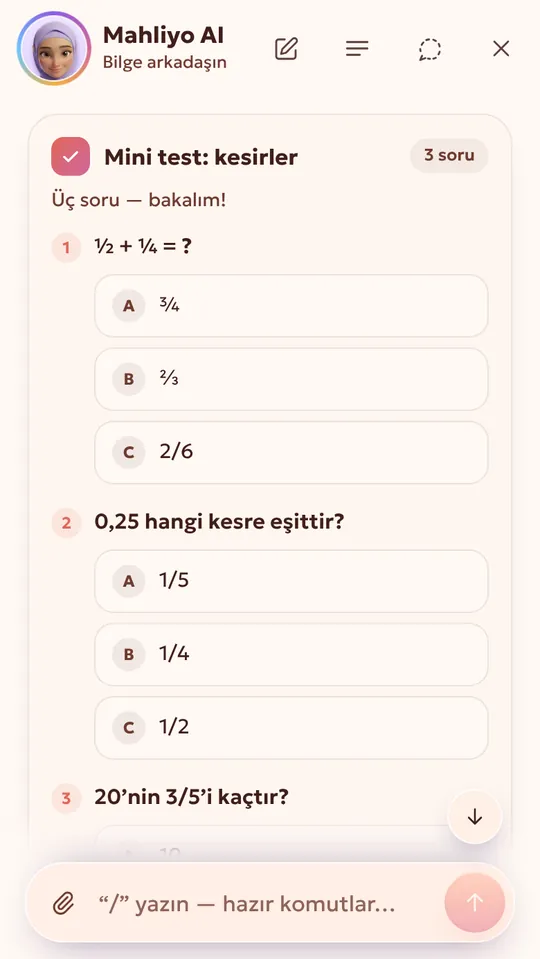 Mahliyo AI
Bilge arkadaşın
Mini test: kesirler
3 soru
Üç soru — bakalım!
1 ½ + ¼ = ?
A ¾
B ⅔
C 2/6
2 0,25 hangi kesre eşittir?
A 1/5
B 1/4
C 1/2
3 20’nin 3/5’i kaçtır?
“/” yazın — hazır komutlar...